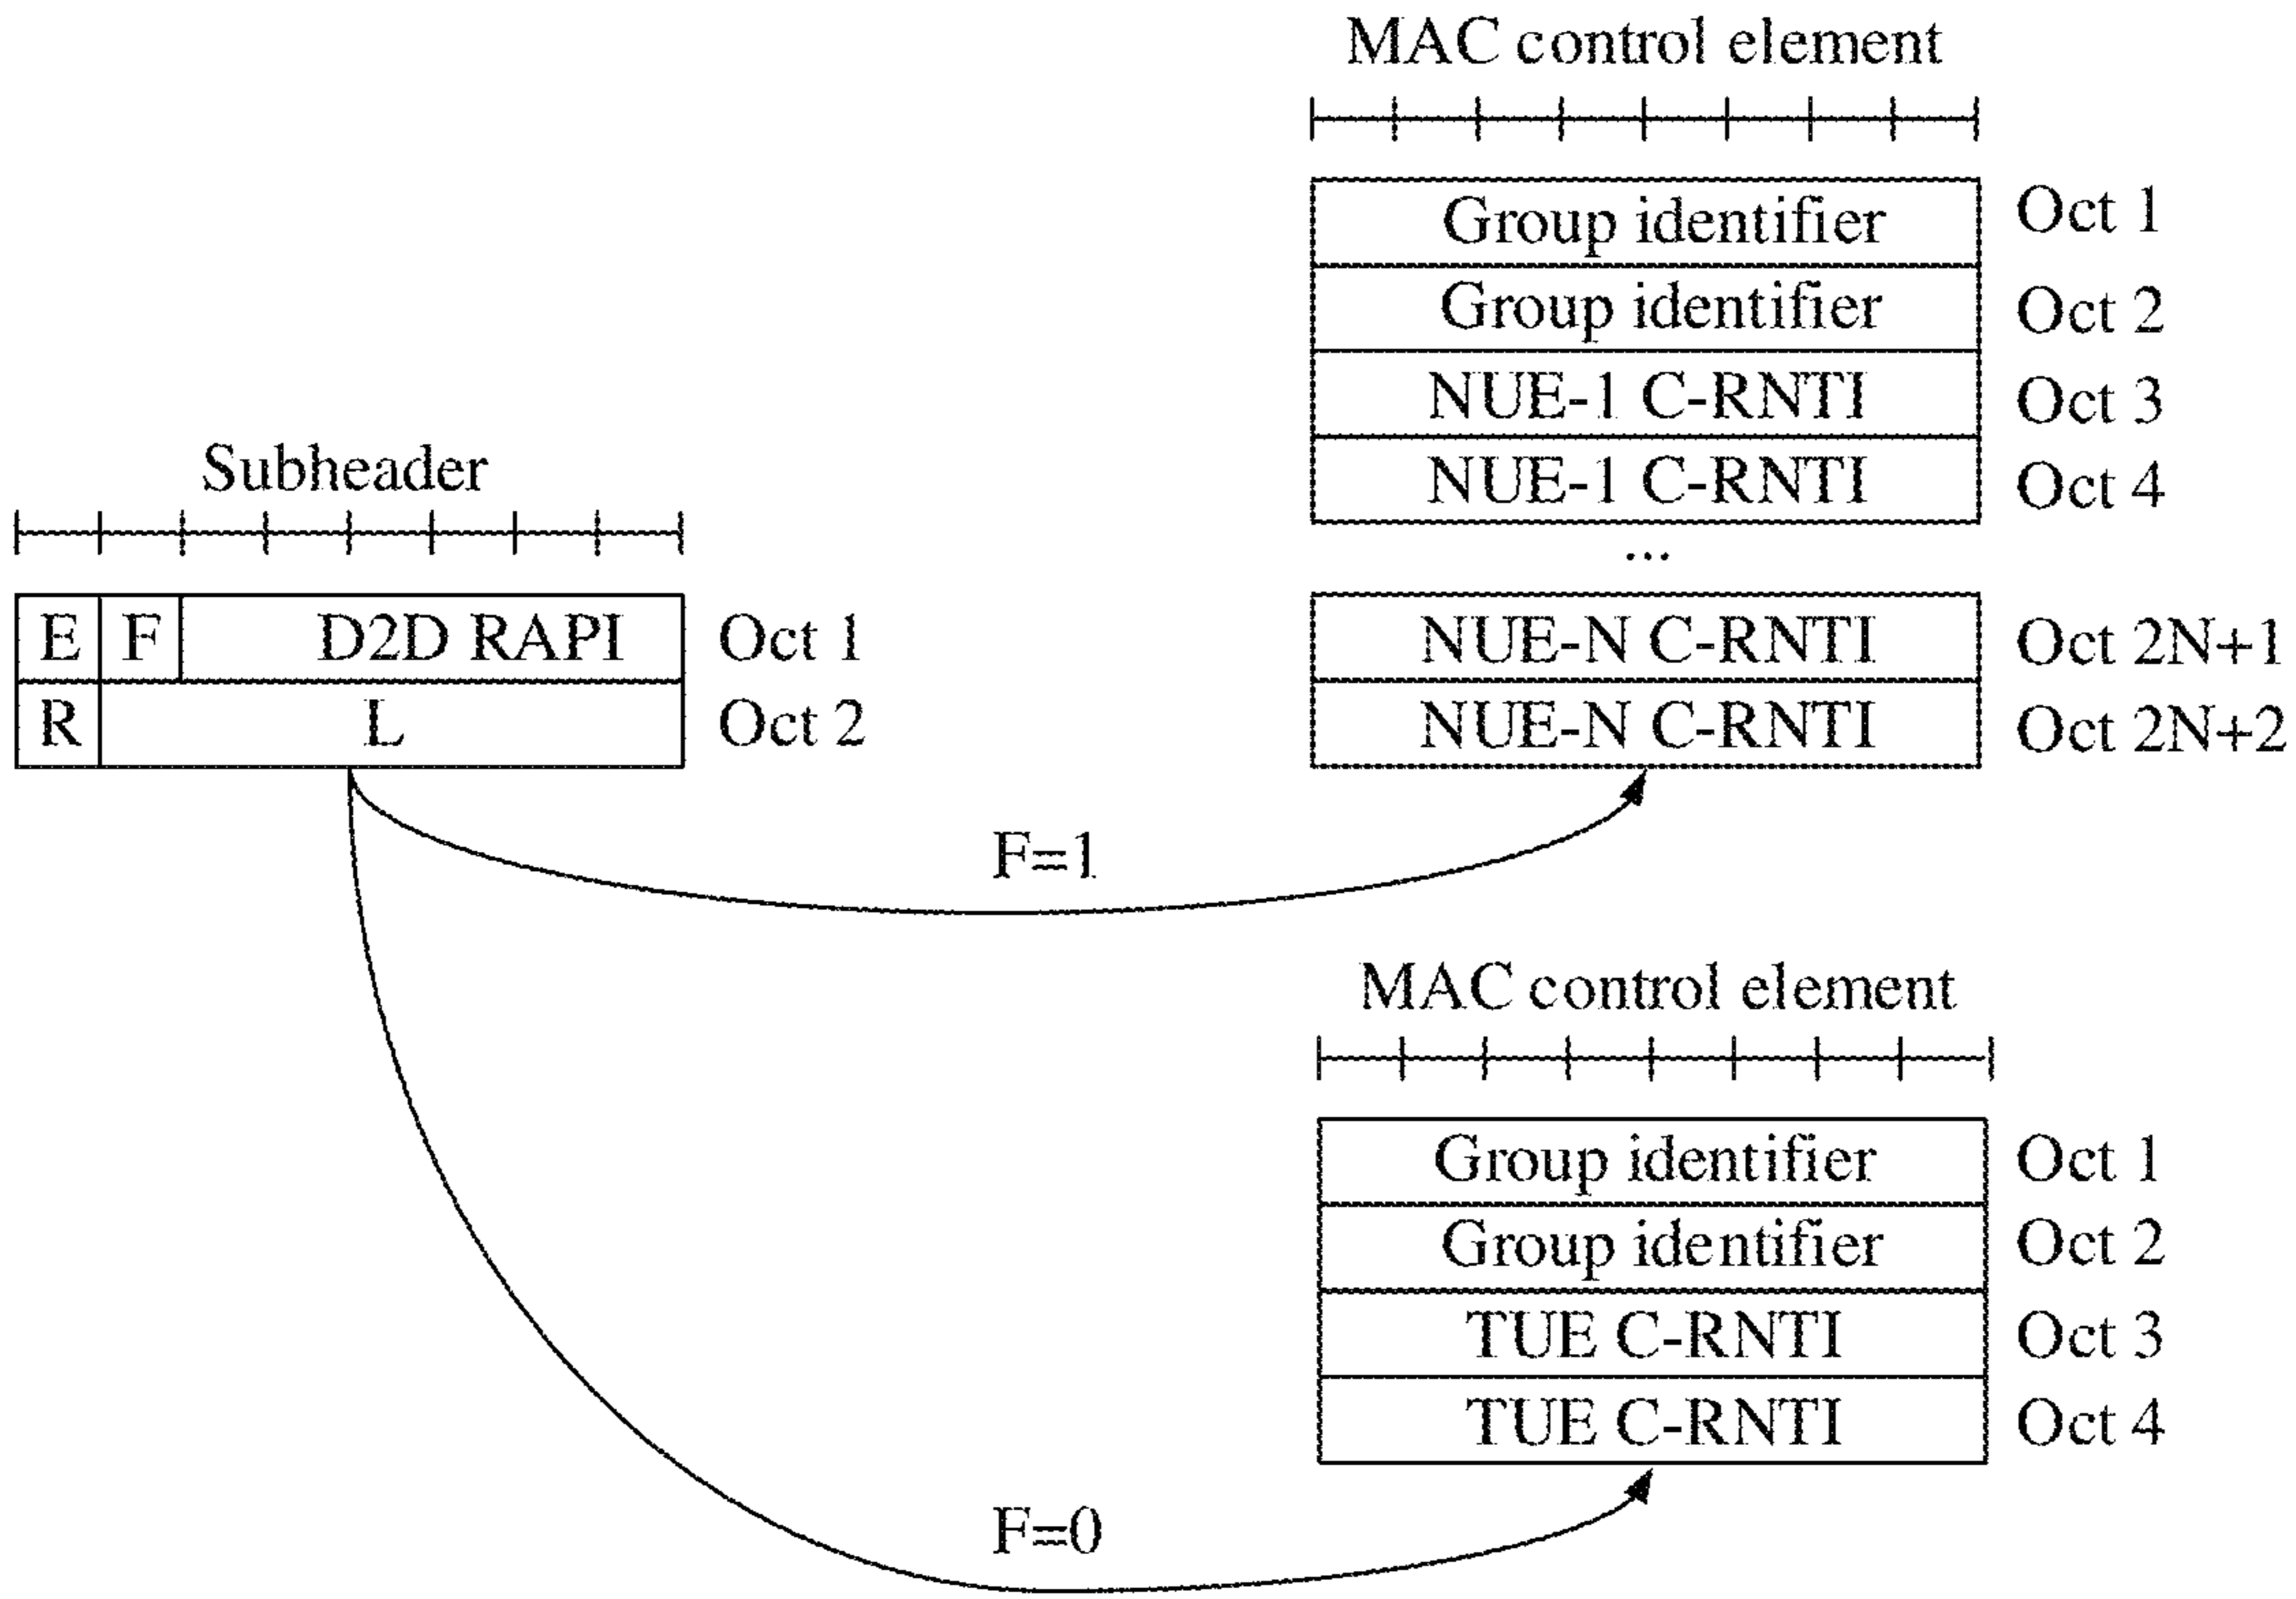 MAC control element
Group identifier Oct 1
Group identifier Oct 2
NUE-1 C-RNTI Oct 3
NUE-1 C-RNTI Oct 4
...
NUE-N C-RNTI Oct 2N+1
NUE-N C-RNTI Oct 2N+2
Subheader
E F D2D RAPI Oct 1
R L Oct 2
F=1
MAC control element
Group identifier Oct 1
Group identifier Oct 2
TUE C-RNTI Oct 3
TUE C-RNTI Oct 4
F=0